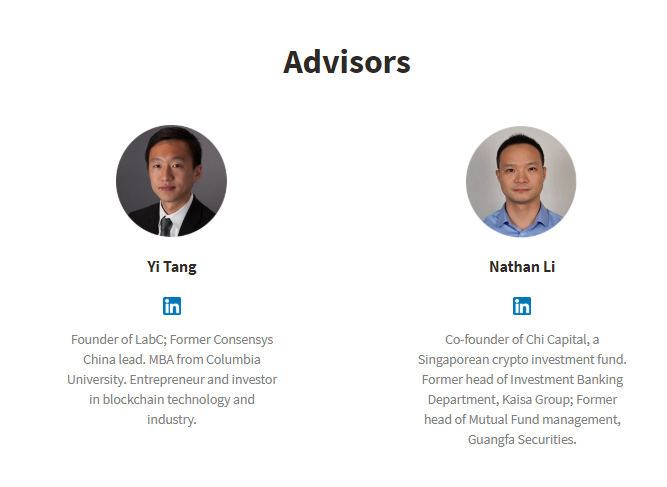 Advisors
Yi Tang
in
Founder of LabC; Former Consensys
China lead. MBA from Columbia
University. Entrepreneur and investor
in blockchain technology and
industry.
Nathan Li
in
Co-founder of Chi Capital, a
Singaporean crypto investment fund.
Former head of Investment Banking
Department, Kaisa Group; Former
head of Mutual Fund management,
Guangfa Securities.